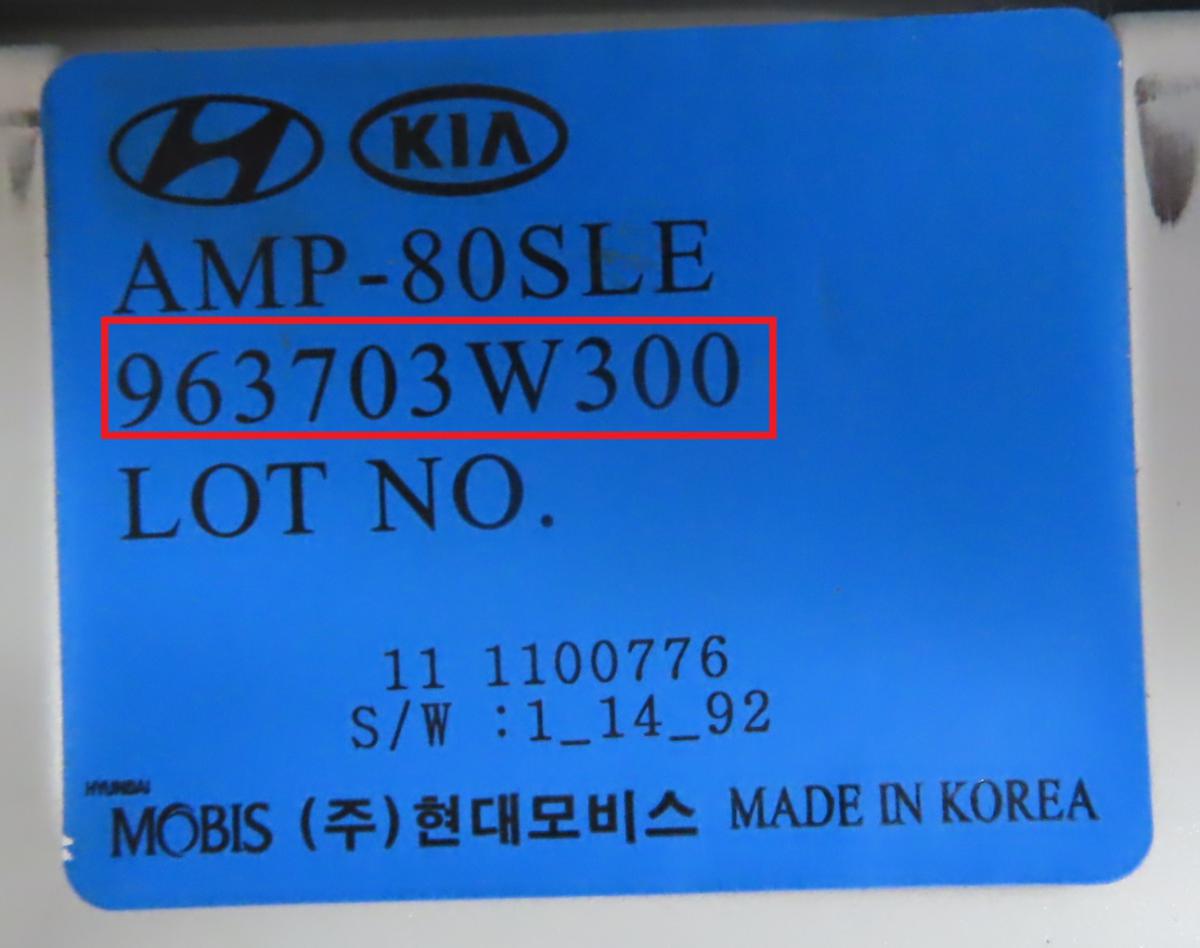 KIA
AMP-80SLE
963703W300
LOT NO.
11 1100776
S/W :1_14_92
HYUNDAI
MOBIS (주)현대모비스 MADE IN KOREA